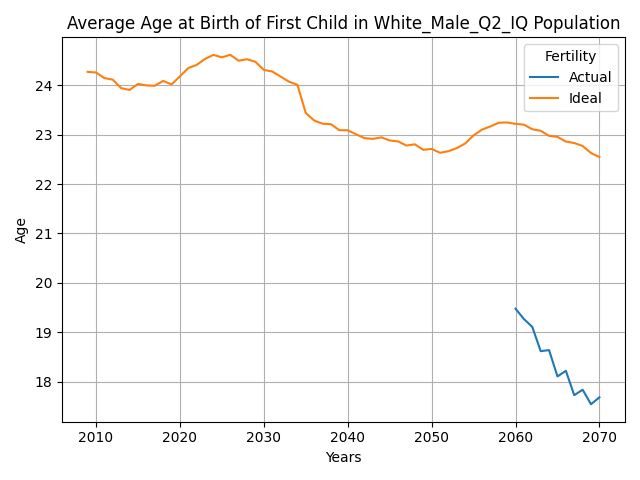 Average Age at Birth of First Child in White_Male_Q2_IQ Population
Fertility
Actual
Ideal
24
23
22
21
20
19
18
Age
2010 2020 2030 2040 2050 2060 2070
Years